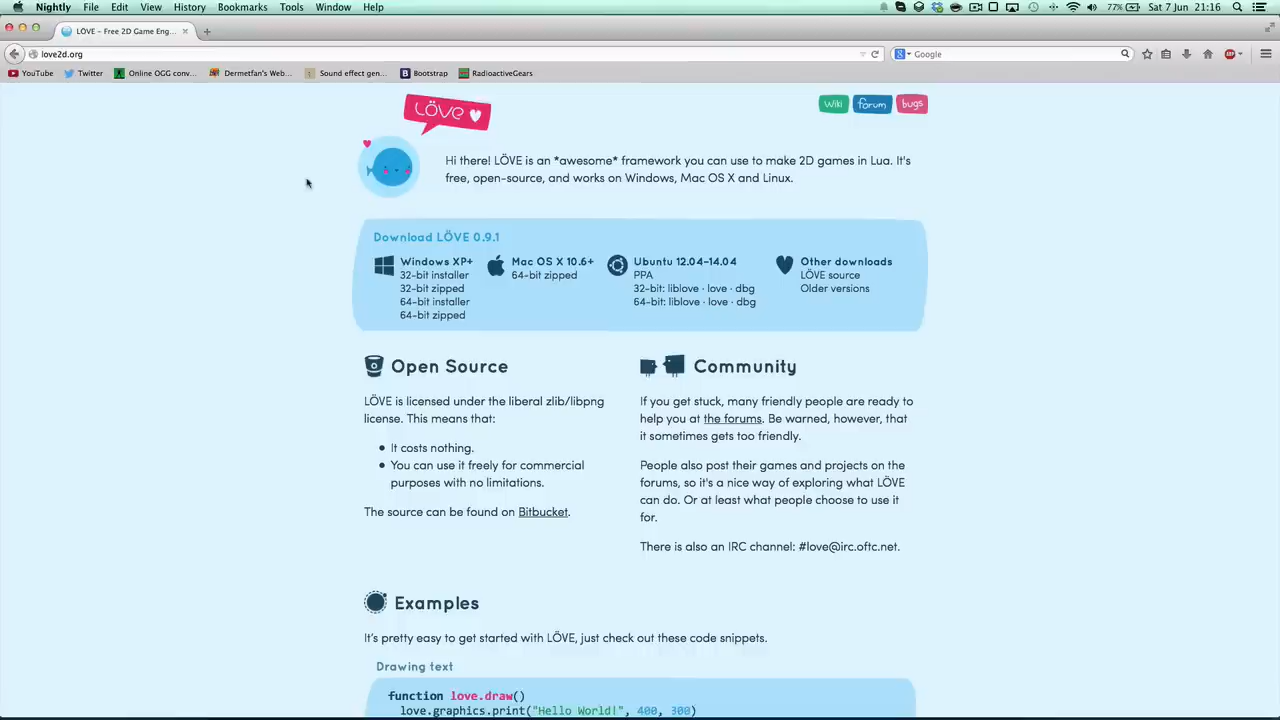 Nightly File Edit View History Bookmarks Tools Window Help 77% Sat 7 Jun 21:16
LÖVE – Free 2D Game Eng...
love2d.org Google
YouTube Twitter Online OGG conv... Dermetfan's Web... Sound effect gen... Bootstrap RadioactiveGears
LÖVE
Wiki forum bugs
Hi there! LÖVE is an *awesome* framework you can use to make 2D games in Lua. It's
free, open-source, and works on Windows, Mac OS X and Linux.
Download LÖVE 0.9.1
Windows XP+
32-bit installer
32-bit zipped
64-bit installer
64-bit zipped
Mac OS X 10.6+
64-bit zipped
Ubuntu 12.04-14.04
PPA
32-bit: liblove · love · dbg
64-bit: liblove · love · dbg
Other downloads
LÖVE source
Older versions
Open Source
LÖVE is licensed under the liberal zlib/libpng
license. This means that:
• It costs nothing.
• You can use it freely for commercial
purposes with no limitations.
The source can be found on Bitbucket.
Community
If you get stuck, many friendly people are ready to
help you at the forums. Be warned, however, that
it sometimes gets too friendly.
People also post their games and projects on the
forums, so it's a nice way of exploring what LÖVE
can do. Or at least what people choose to use it
for.
There is also an IRC channel: #love@irc.oftc.net.
Examples
It's pretty easy to get started with LÖVE, just check out these code snippets.
Drawing text
function love.draw()
love.graphics.print("Hello World!", 400, 300)